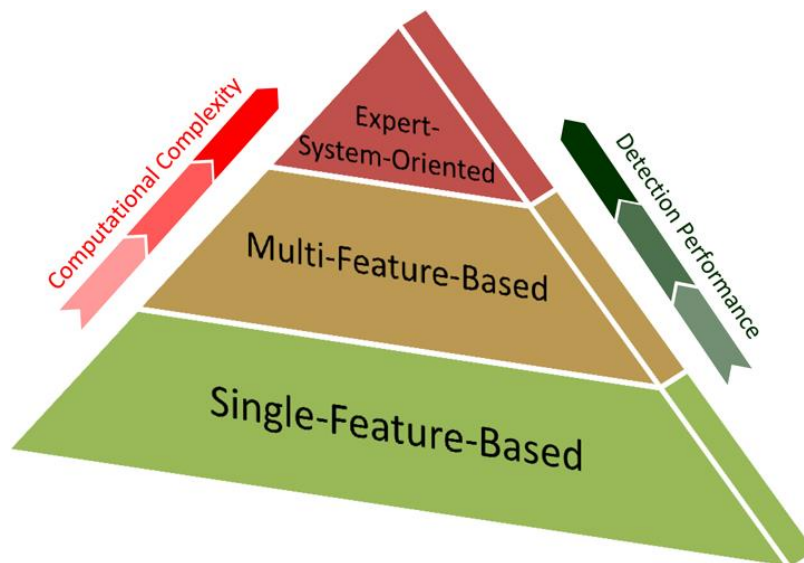 Expert-
System-Oriented
Multi-Feature-Based
Single-Feature-Based
Computational Complexity
Detection Performance